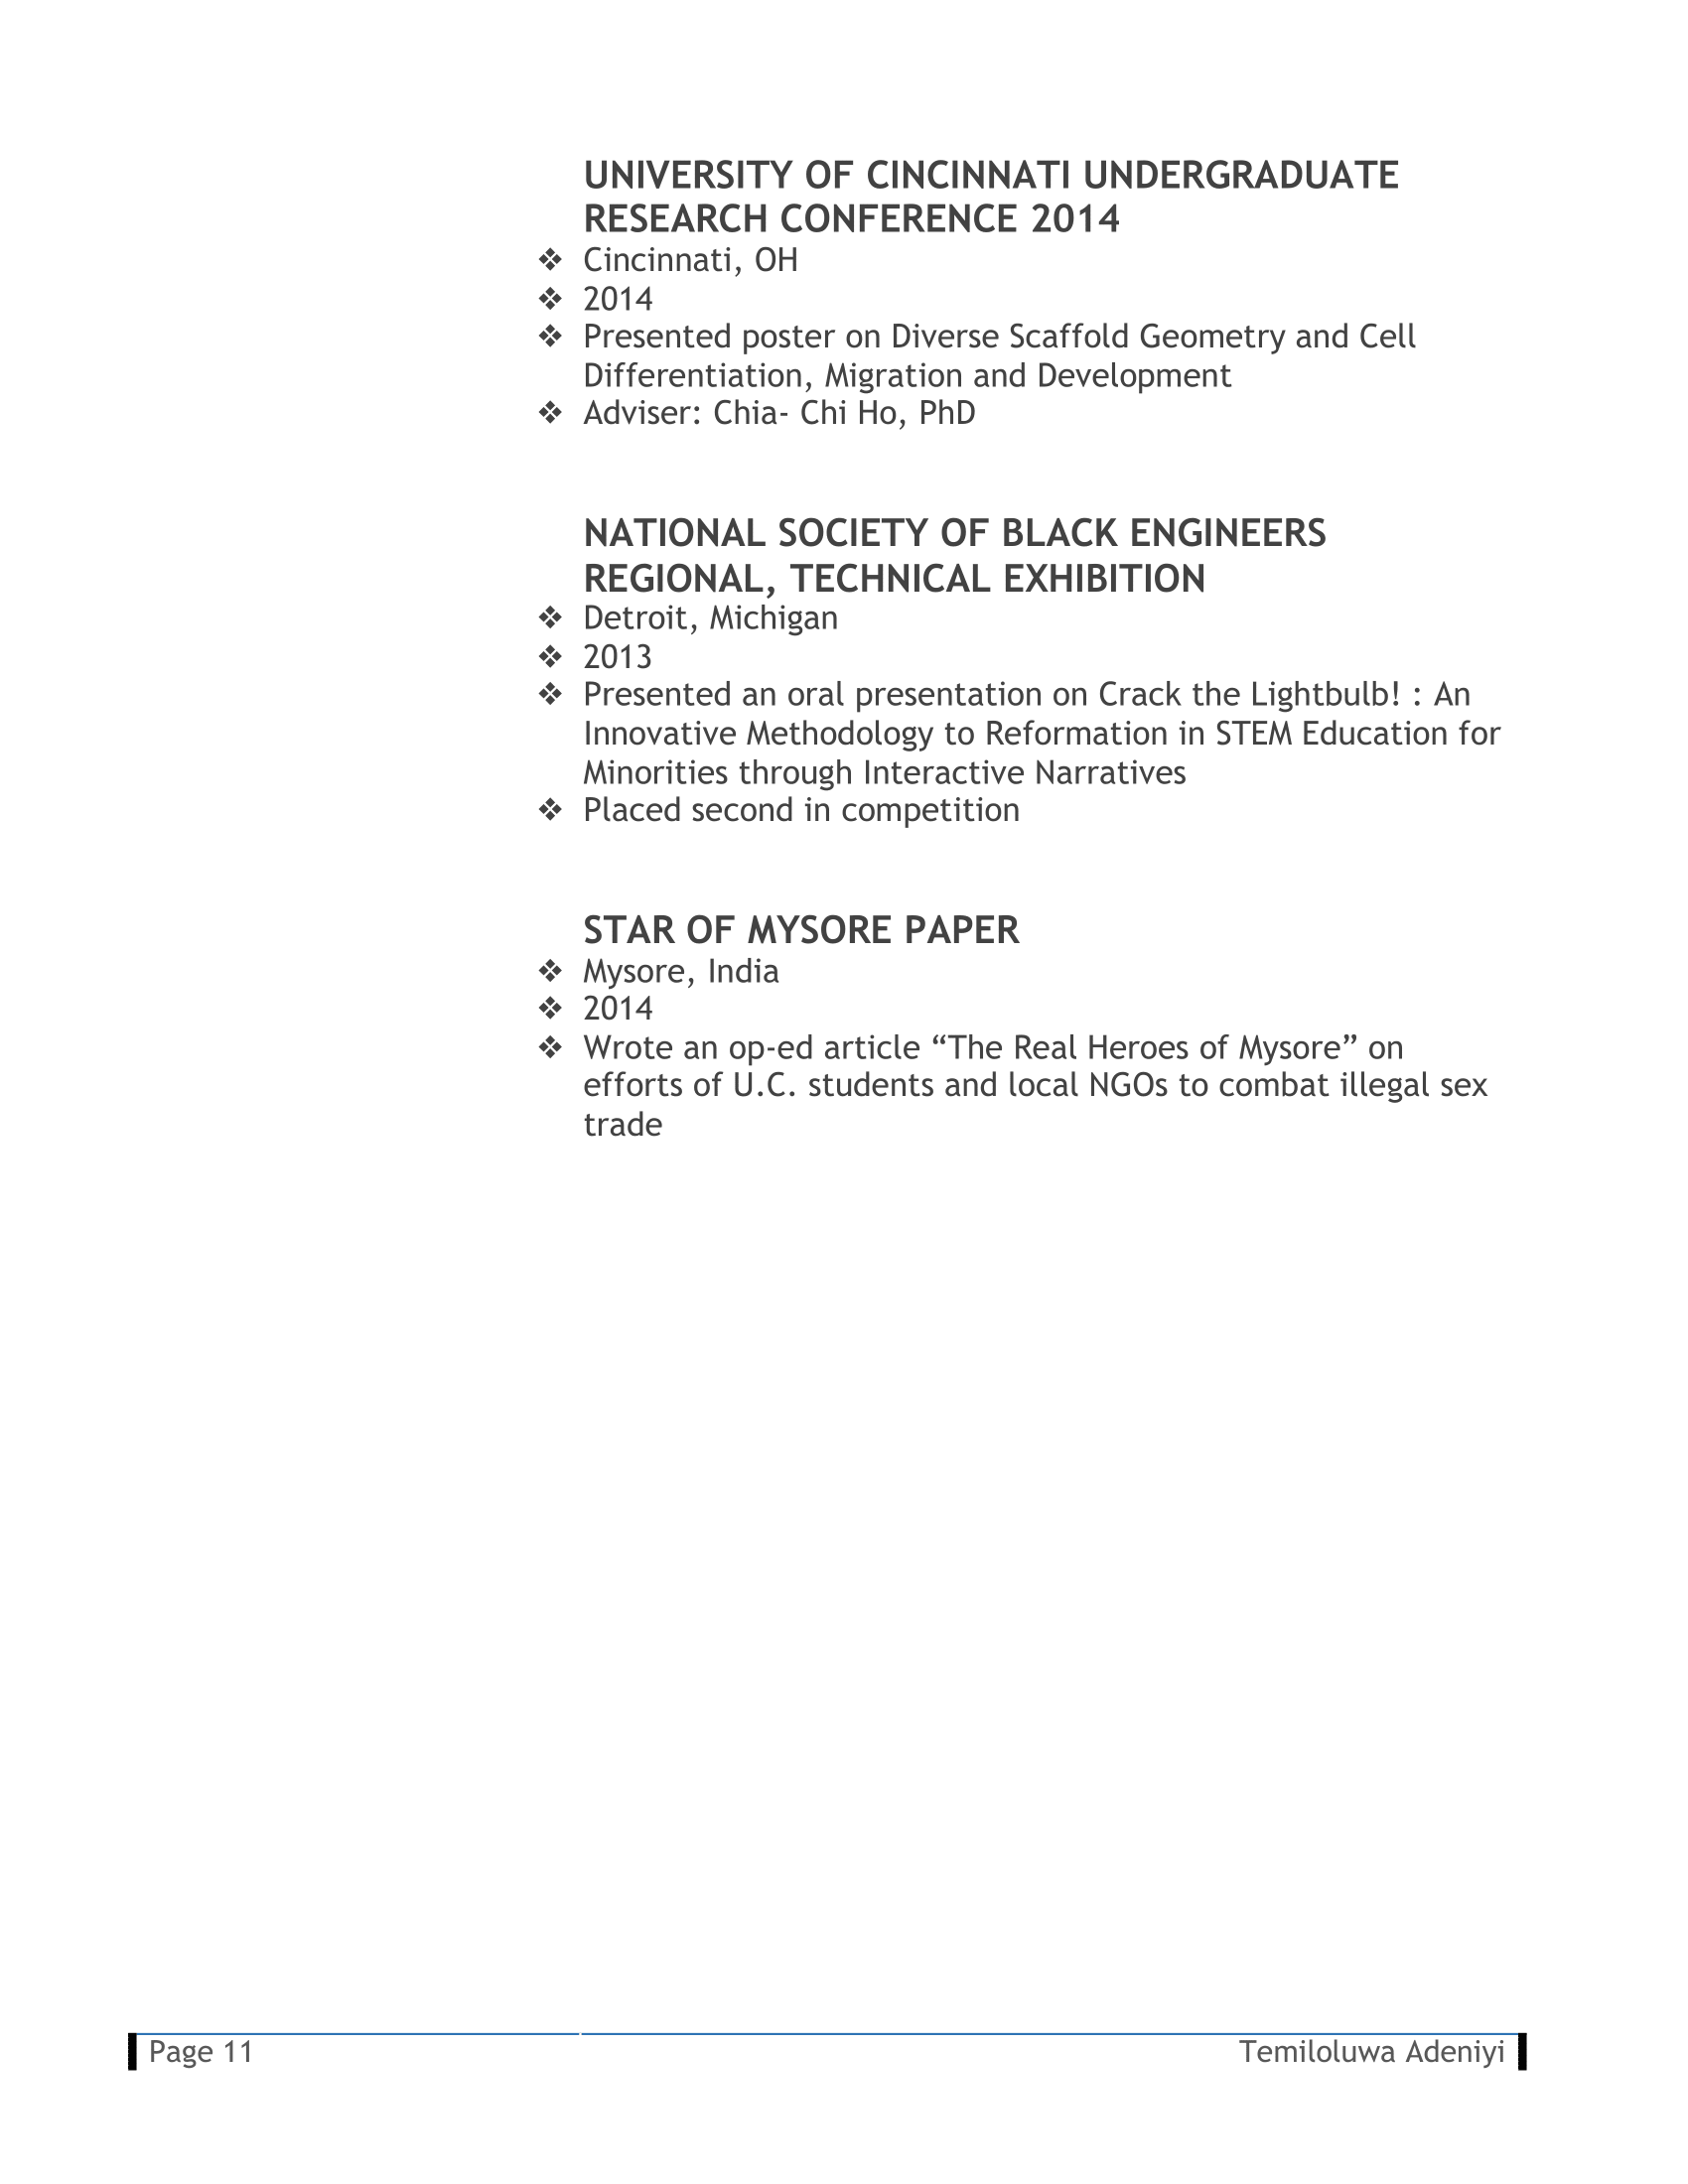 UNIVERSITY OF CINCINNATI UNDERGRADUATE
RESEARCH CONFERENCE 2014
❖ Cincinnati, OH
❖ 2014
❖ Presented poster on Diverse Scaffold Geometry and Cell
Differentiation, Migration and Development
❖ Adviser: Chia- Chi Ho, PhD
NATIONAL SOCIETY OF BLACK ENGINEERS
REGIONAL, TECHNICAL EXHIBITION
❖ Detroit, Michigan
❖ 2013
❖ Presented an oral presentation on Crack the Lightbulb! : An
Innovative Methodology to Reformation in STEM Education for
Minorities through Interactive Narratives
❖ Placed second in competition
STAR OF MYSORE PAPER
❖ Mysore, India
❖ 2014
❖ Wrote an op-ed article “The Real Heroes of Mysore” on
efforts of U.C. students and local NGOs to combat illegal sex
trade
Page 11 Temiloluwa Adeniyi